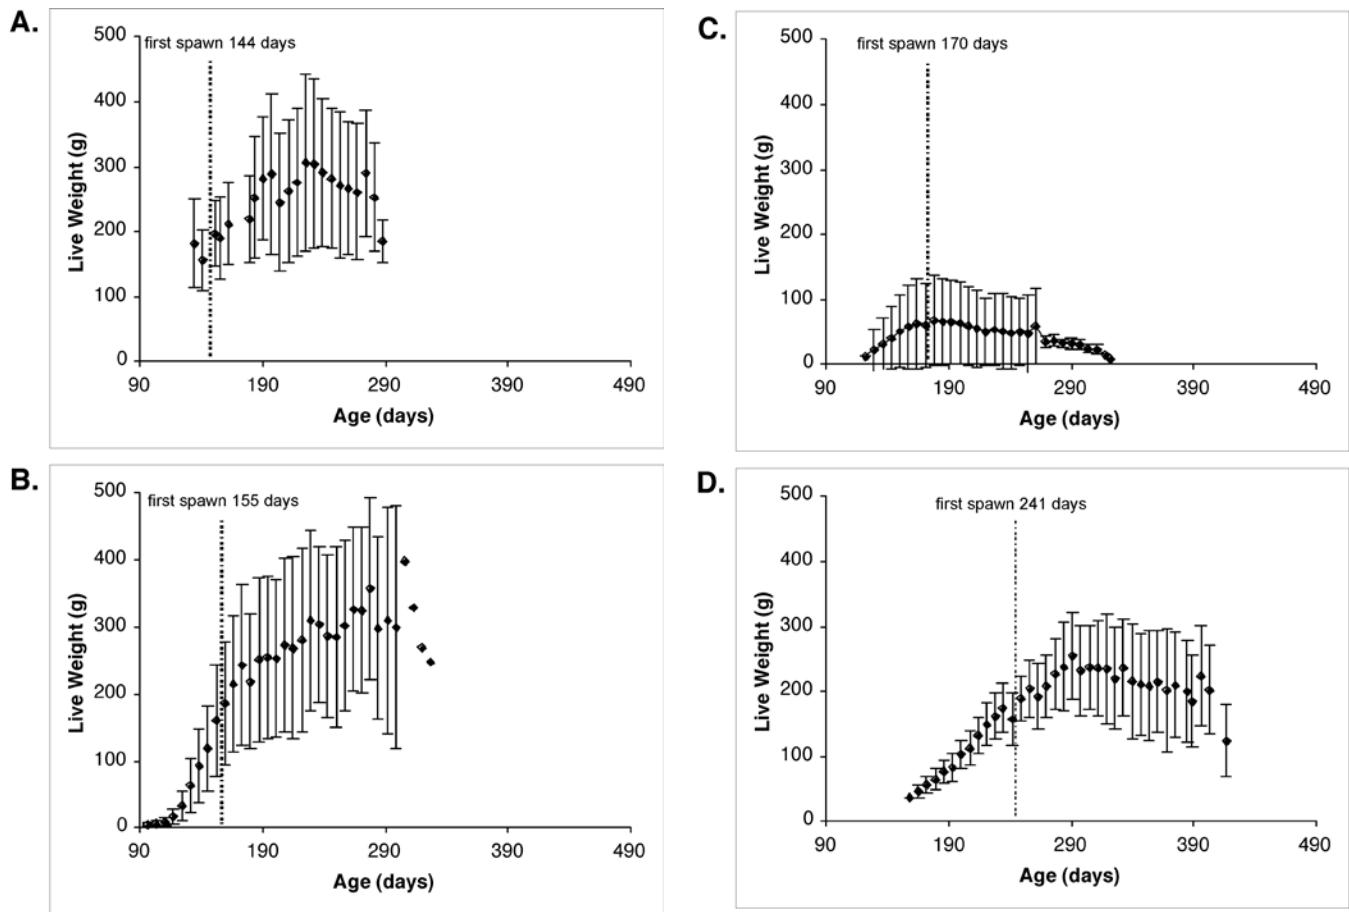 A.
first spawn 144 days
500
400
300
200
100
0
Live Weight (g)
90 190 290 390 490
Age (days)
B.
first spawn 155 days
500
400
300
200
100
0
Live Weight (g)
90 190 290 390 490
Age (days)
C.
first spawn 170 days
500
400
300
200
100
0
Live Weight (g)
90 190 290 390 490
Age (days)
D.
first spawn 241 days
500
400
300
200
100
0
Live Weight (g)
90 190 290 390 490
Age (days)